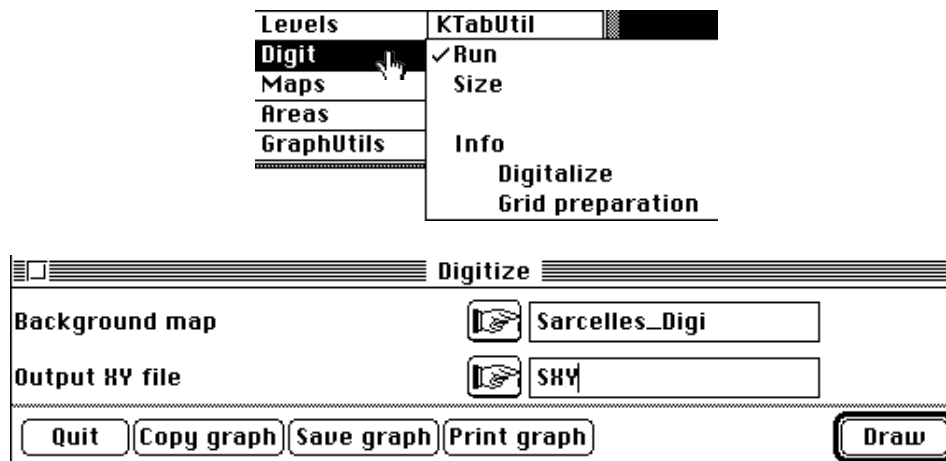 Levels KTabUtil
Digit ✓Run
Maps Size
Areas
GraphUtils Info
Digitalize
Grid preparation
Digitize
Background map Sarcelles_Digi
Output XY file SXY
Quit Copy graph Save graph Print graph Draw